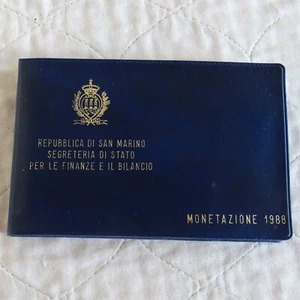 REPUBBLICA DI SAN MARINO
SEGRETERIA DI STATO
PER LE FINANZE E IL BILANCIO
MONETAZIONE 1988